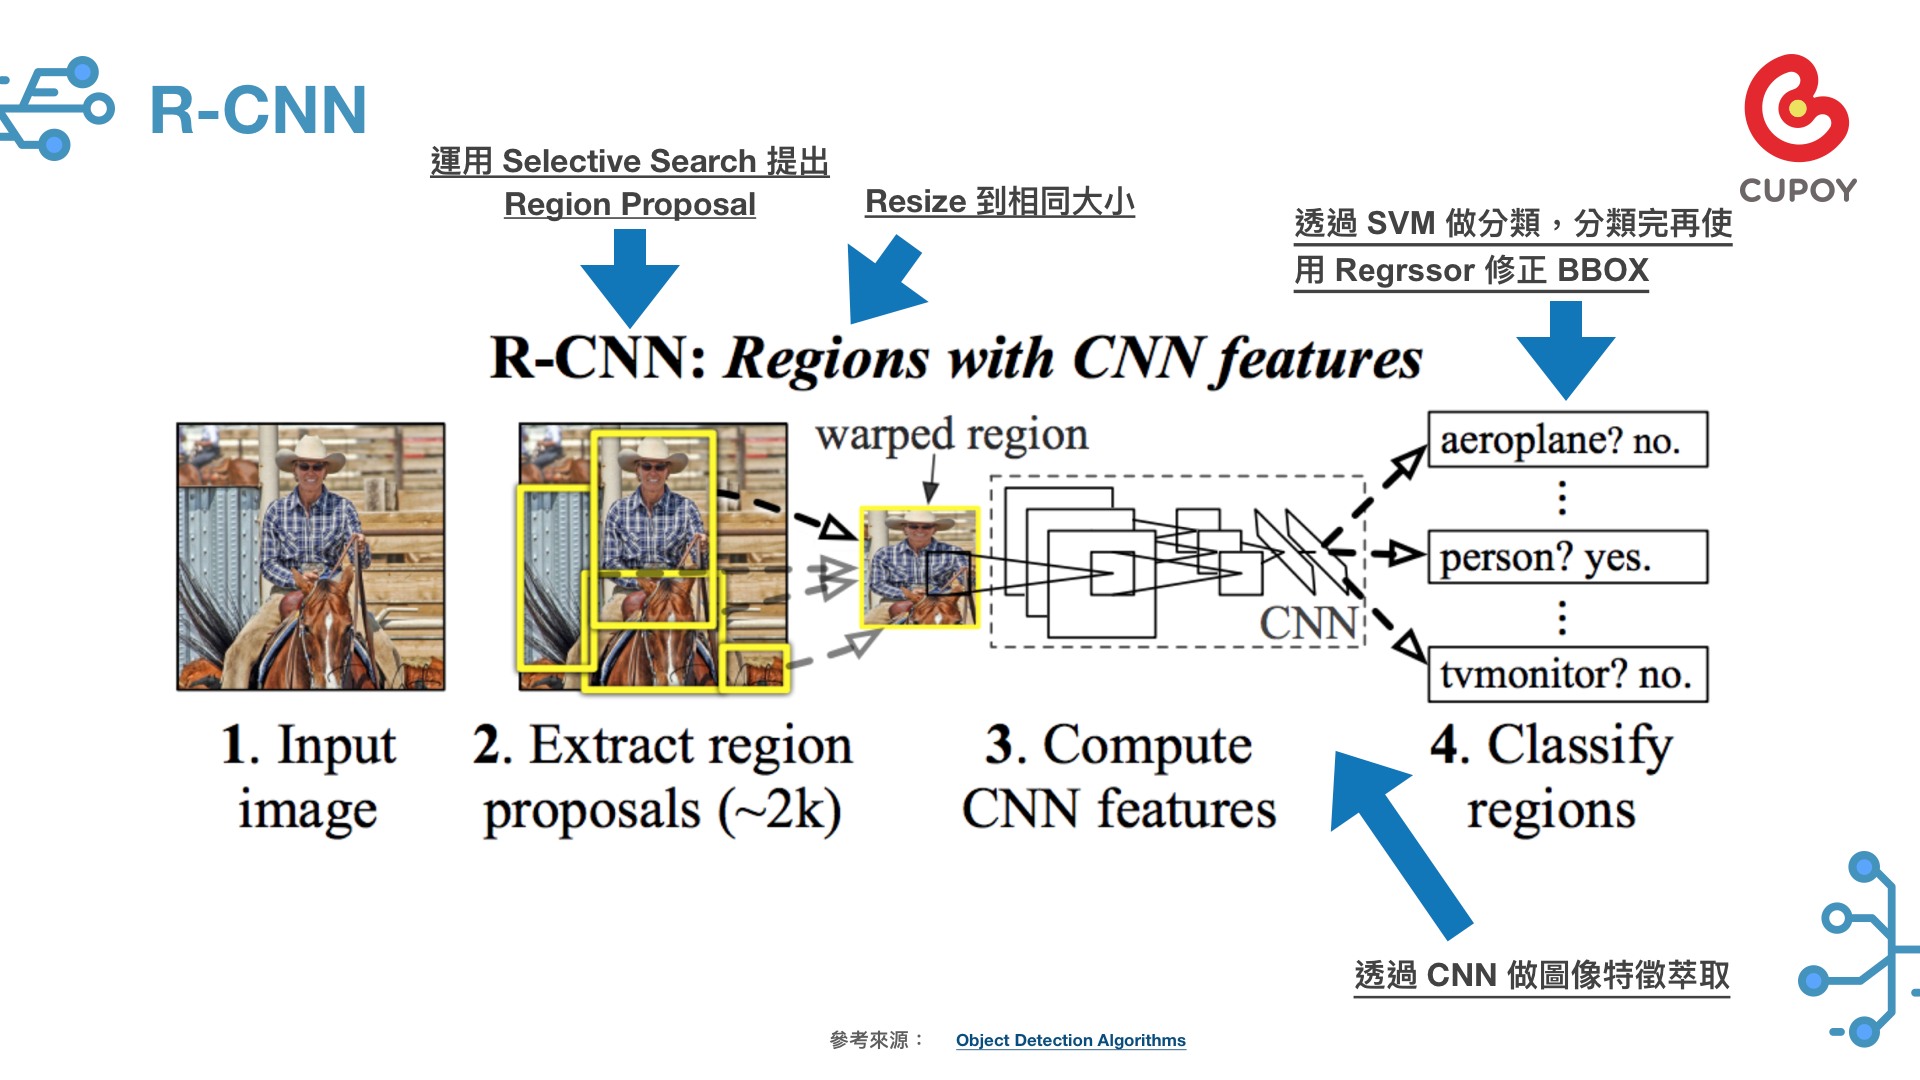 R-CNN
CUPOY
運用 Selective Search 提出
Region Proposal
Resize 到相同大小
透過 SVM 做分類，分類完再使
用 Regrssor 修正 BBOX
R-CNN: Regions with CNN features
warped region
CNN
aeroplane? no.
⋮
person? yes.
⋮
tvmonitor? no.
1. Input
image
2. Extract region
proposals (~2k)
3. Compute
CNN features
4. Classify
regions
透過 CNN 做圖像特徵萃取
參考來源： Object Detection Algorithms